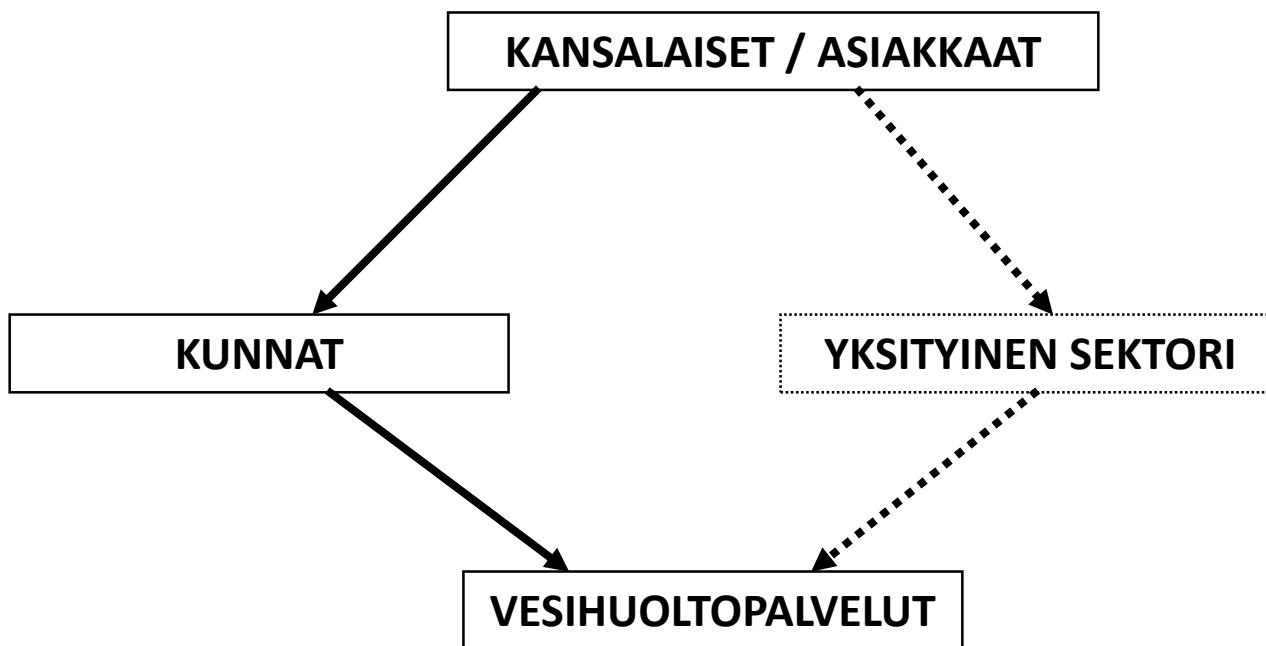 KANSALAISET / ASIAKKAAT
KUNNAT
YKSITYINEN SEKTORI
VESIHUOLTOPALVELUT